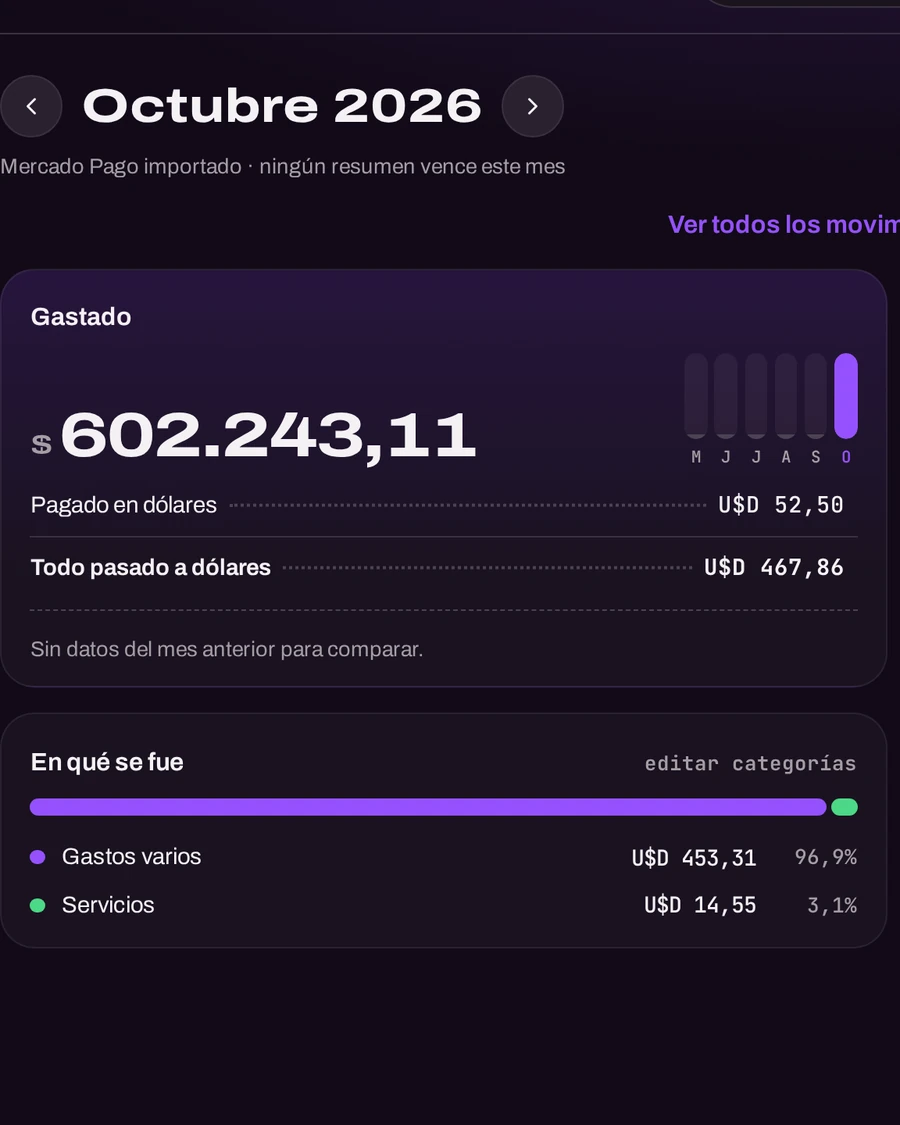 Octubre 2026
Mercado Pago importado · ningún resumen vence este mes
Ver todos los movim
Gastado
$ 602.243,11
M J J A S O
Pagado en dólares U$D 52,50
Todo pasado a dólares U$D 467,86
Sin datos del mes anterior para comparar.
En qué se fue editar categorías
Gastos varios U$D 453,31 96,9%
Servicios U$D 14,55 3,1%